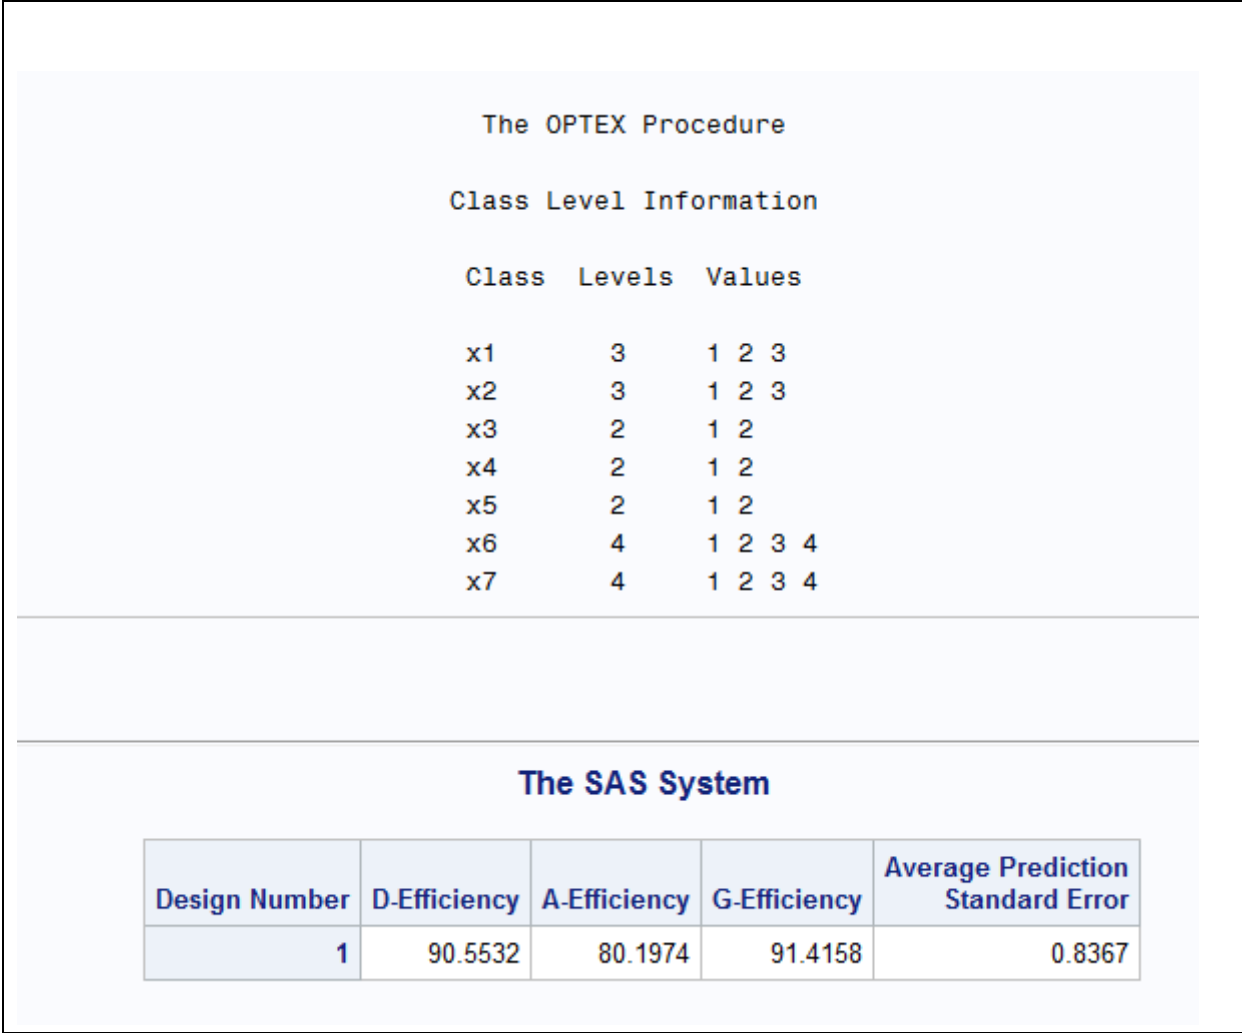 The OPTEX Procedure
Class Level Information
Class Levels Values
x1 3 1 2 3
x2 3 1 2 3
x3 2 1 2
x4 2 1 2
x5 2 1 2
x6 4 1 2 3 4
x7 4 1 2 3 4
The SAS System
Design Number D-Efficiency A-Efficiency G-Efficiency Average Prediction
Standard Error
1 90.5532 80.1974 91.4158 0.8367